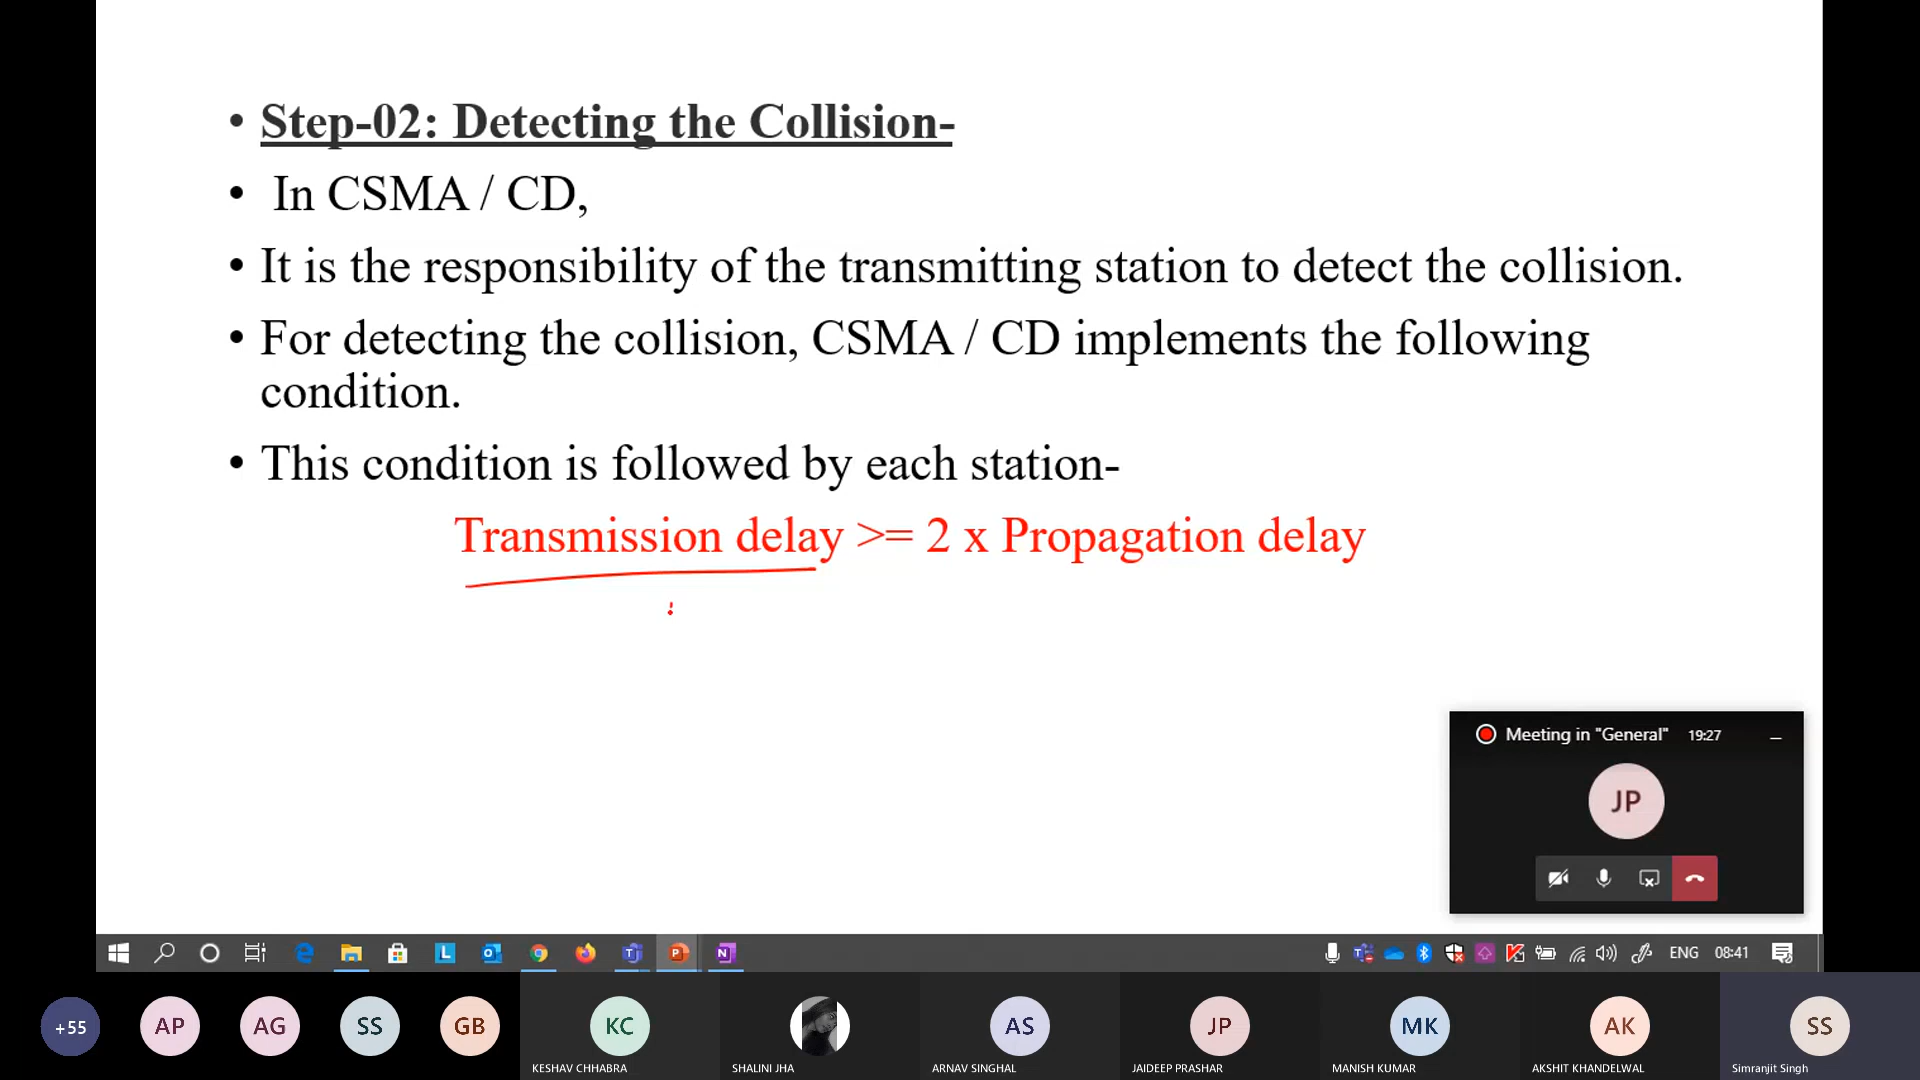 • Step-02: Detecting the Collision-
• In CSMA / CD,
• It is the responsibility of the transmitting station to detect the collision.
• For detecting the collision, CSMA / CD implements the following
condition.
• This condition is followed by each station-
Transmission delay >= 2 x Propagation delay
Meeting in "General" 19:27
JP
ENG 08:41
+55 AP AG SS GB KC AS JP MK AK SS
KESHAV CHHABRA SHALINI JHA ARNAV SINGHAL JAIDEEP PRASHAR MANISH KUMAR AKSHIT KHANDELWAL Simranjit Singh